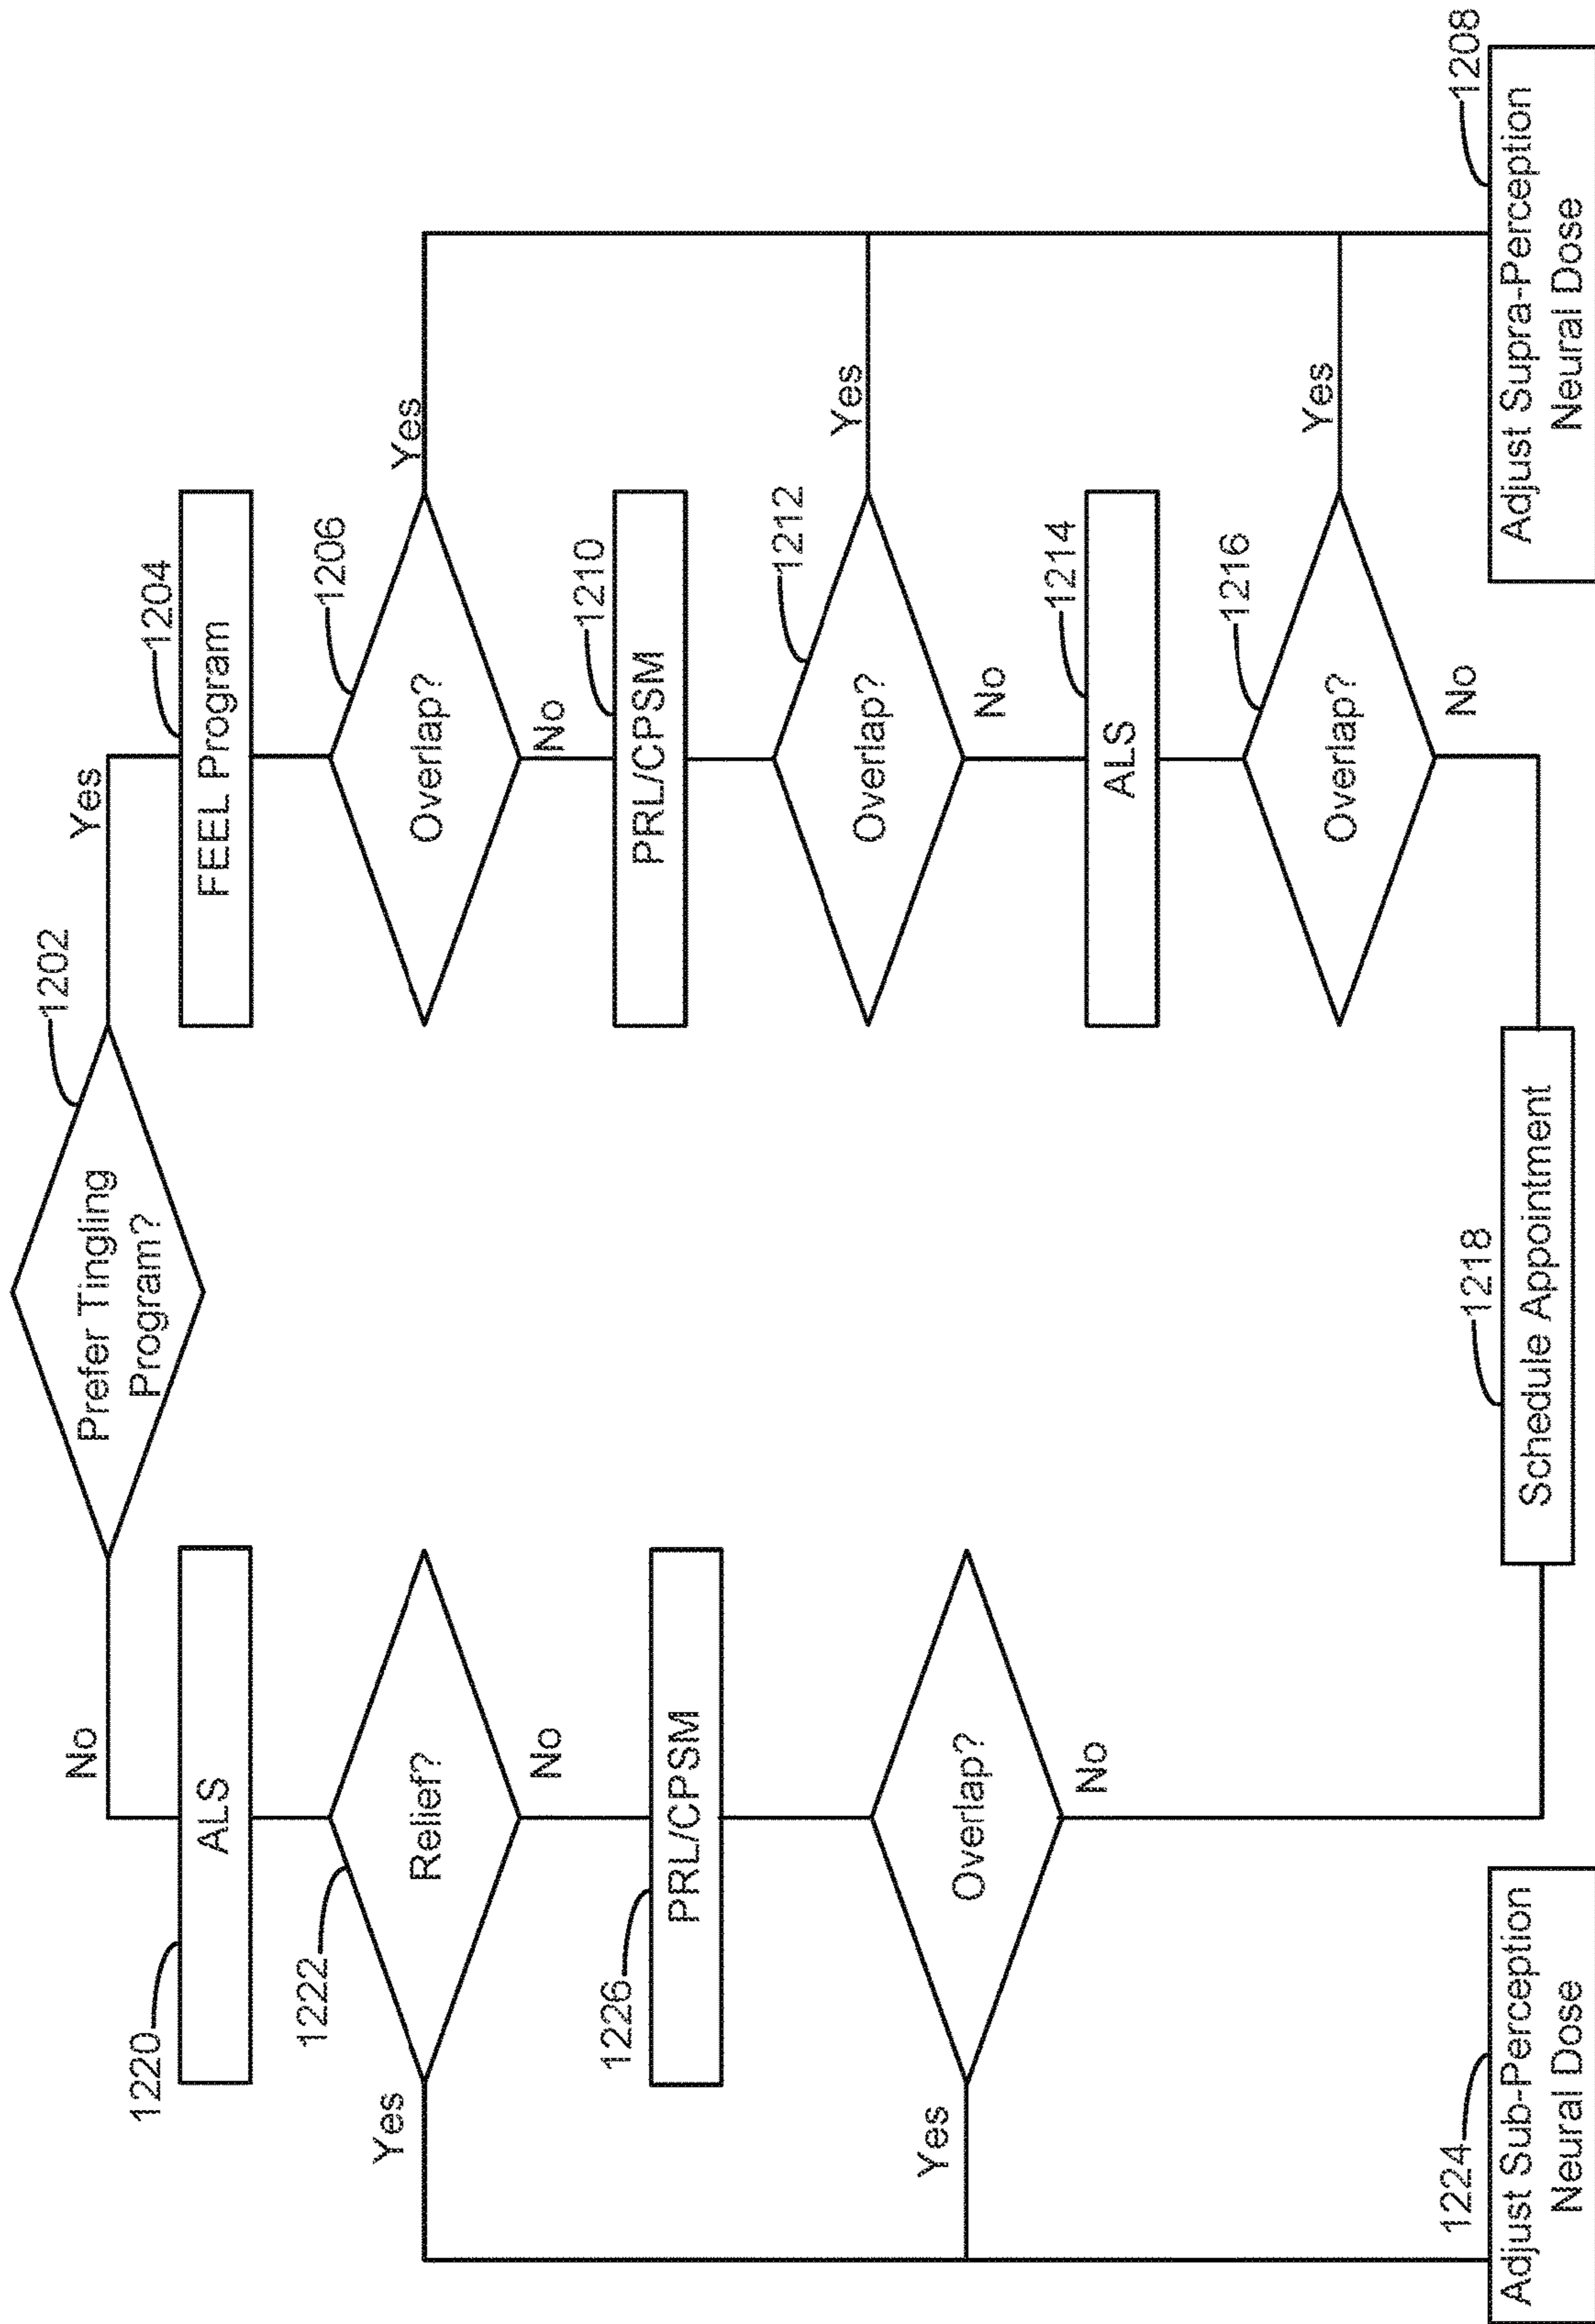 1202
Prefer Tingling
Program?
No
Yes
1220
ALS
1204
FEEL Program
1222
Relief?
Yes
No
1206
Overlap?
Yes
No
1226
PRL/CPSM
1210
PRL/CPSM
Overlap?
Yes
No
1212
Overlap?
Yes
No
1214
ALS
1216
Overlap?
Yes
No
1224
Adjust Sub-Perception
Neural Dose
1218
Schedule Appointment
1208
Adjust Supra-Perception
Neural Dose